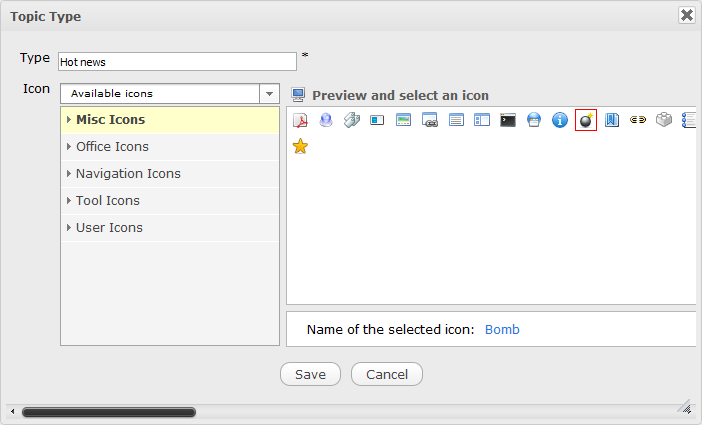 Topic Type
Type Hot news *
Icon Available icons Preview and select an icon
Misc Icons
Office Icons
Navigation Icons
Tool Icons
User Icons
Name of the selected icon: Bomb
Save Cancel